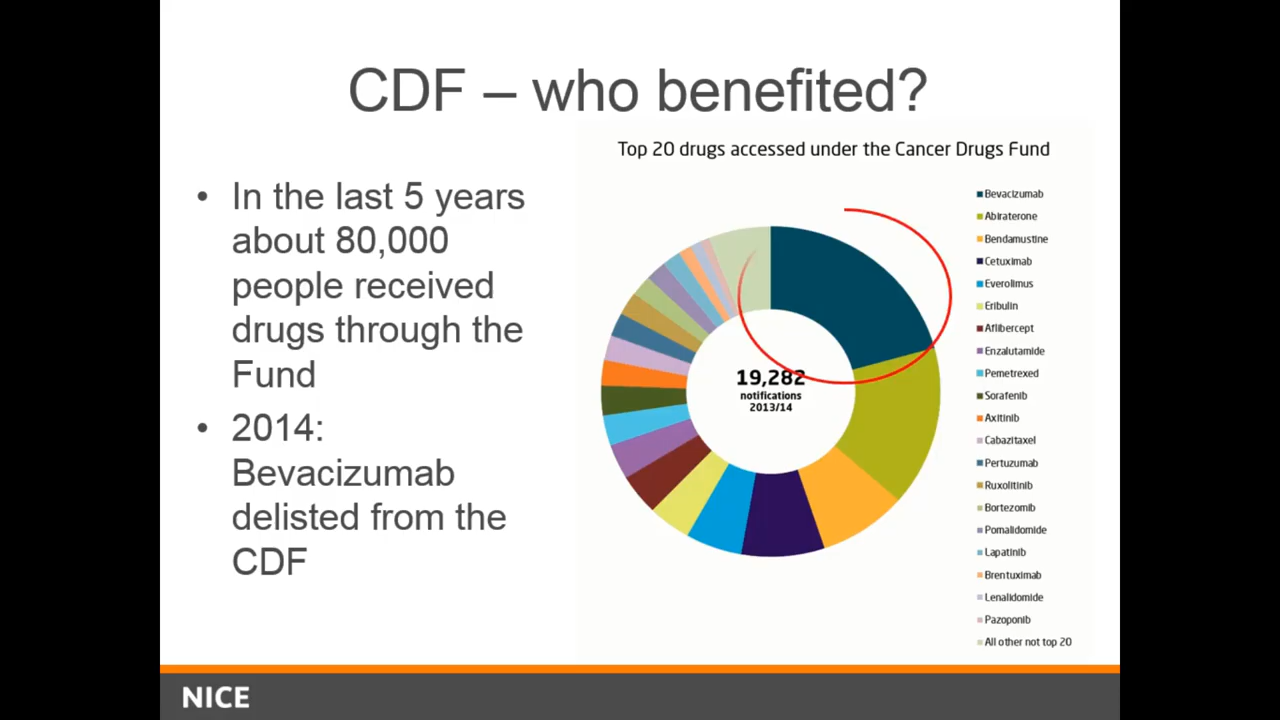 CDF – who benefited?
• In the last 5 years
about 80,000
people received
drugs through the
Fund
• 2014:
Bevacizumab
delisted from the
CDF
Top 20 drugs accessed under the Cancer Drugs Fund
19,282
notifications
2013/14
Bevacizumab
Abiraterone
Bendamustine
Cetuximab
Everolimus
Eribulin
Aflibercept
Enzalutamide
Pemetrexed
Sorafenib
Axitinib
Cabazitaxel
Pertuzumab
Ruxolitinib
Bortezomib
Pomalidomide
Lapatinib
Brentuximab
Lenalidomide
Pazoponib
All other not top 20
NICE